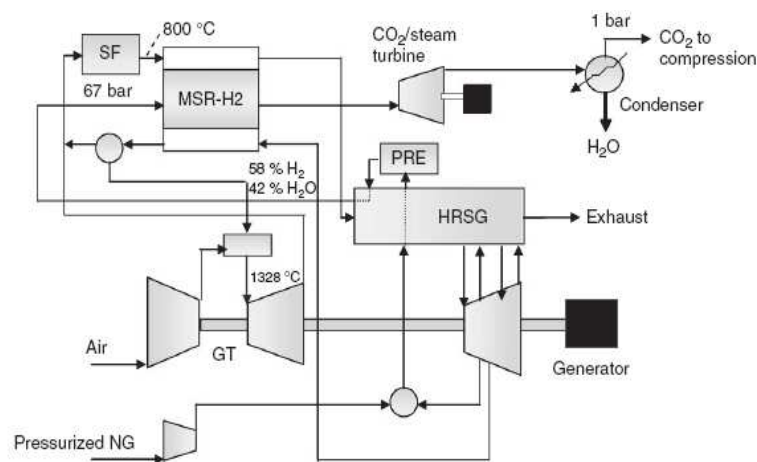 800 °C
SF
67 bar
MSR-H2
CO₂/steam
turbine
1 bar
CO₂ to
compression
Condenser
H₂O
58 % H₂
42 % H₂O
PRE
HRSG
Exhaust
1328 °C
Air
GT
Generator
Pressurized NG